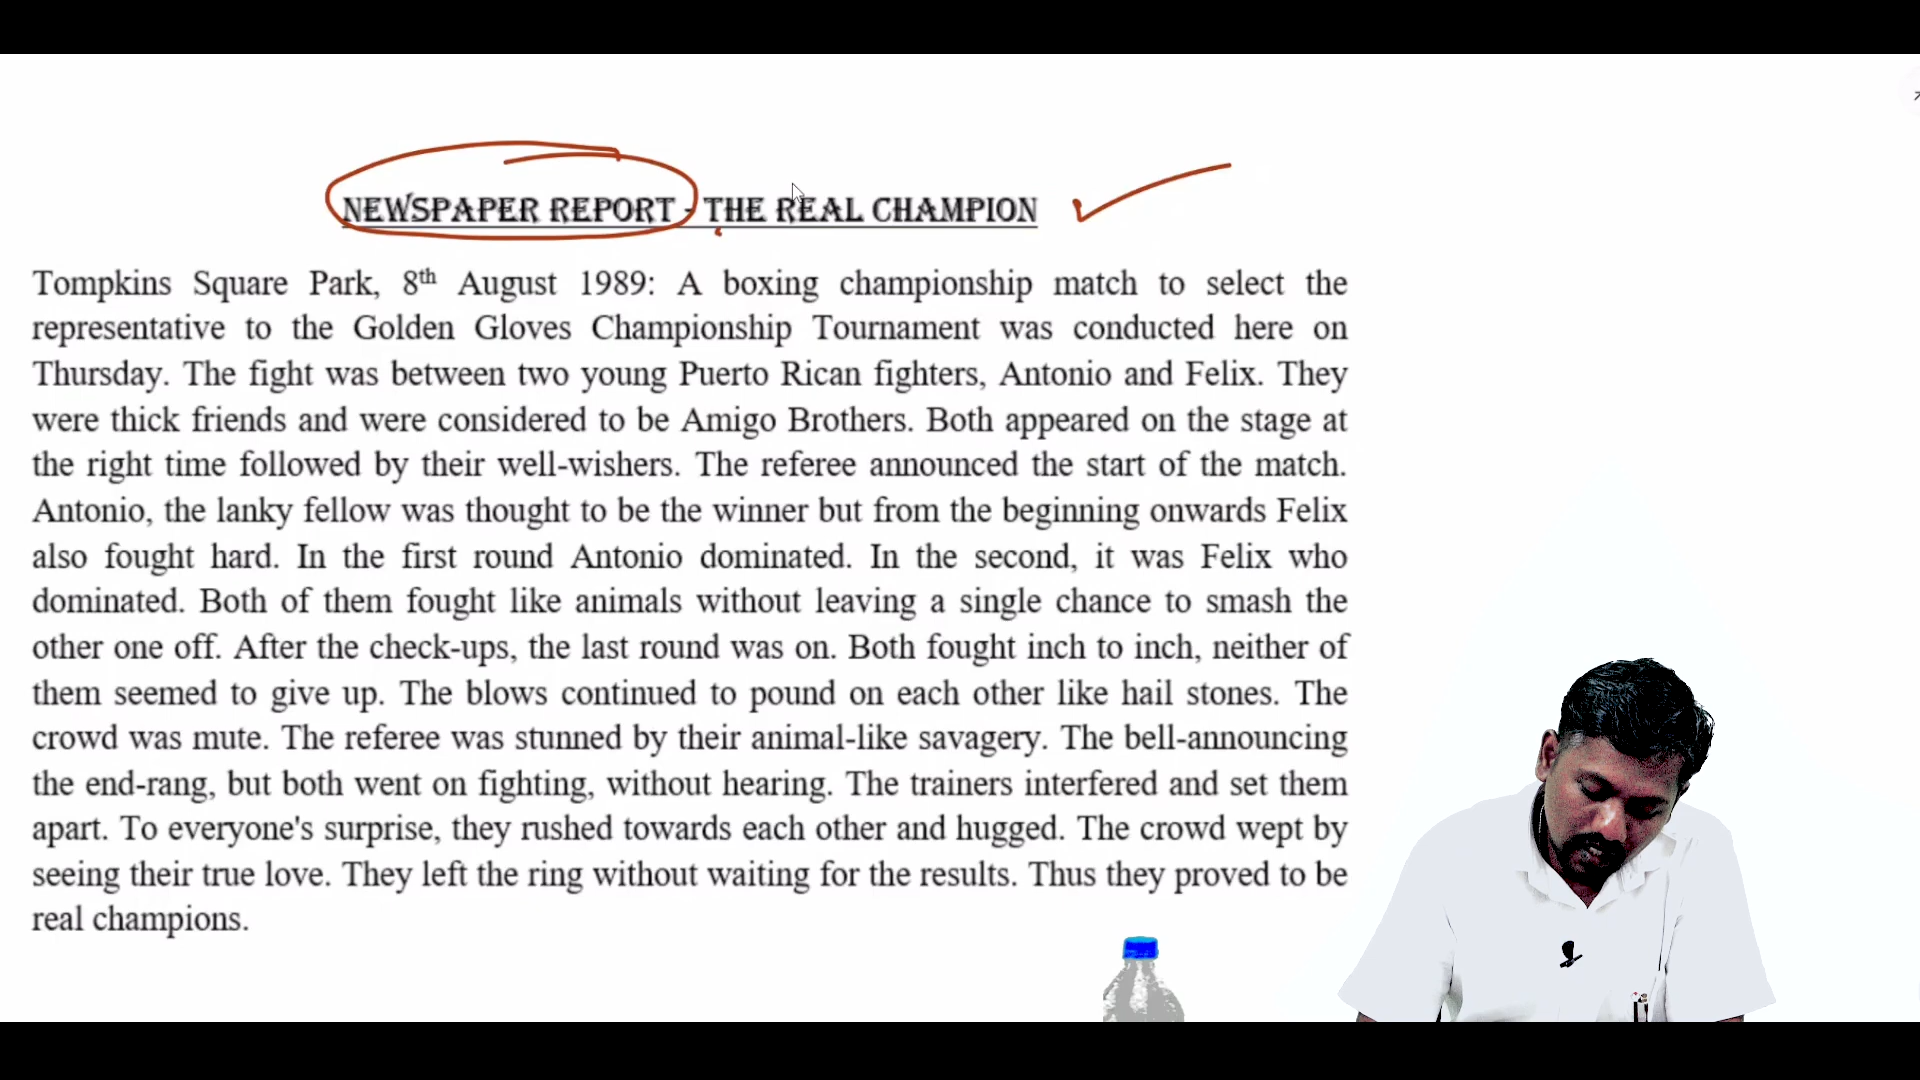 NEWSPAPER REPORT - THE REAL CHAMPION
Tompkins Square Park, 8th August 1989: A boxing championship match to select the
representative to the Golden Gloves Championship Tournament was conducted here on
Thursday. The fight was between two young Puerto Rican fighters, Antonio and Felix. They
were thick friends and were considered to be Amigo Brothers. Both appeared on the stage at
the right time followed by their well-wishers. The referee announced the start of the match.
Antonio, the lanky fellow was thought to be the winner but from the beginning onwards Felix
also fought hard. In the first round Antonio dominated. In the second, it was Felix who
dominated. Both of them fought like animals without leaving a single chance to smash the
other one off. After the check-ups, the last round was on. Both fought inch to inch, neither of
them seemed to give up. The blows continued to pound on each other like hail stones. The
crowd was mute. The referee was stunned by their animal-like savagery. The bell-announcing
the end-rang, but both went on fighting, without hearing. The trainers interfered and set them
apart. To everyone's surprise, they rushed towards each other and hugged. The crowd wept by
seeing their true love. They left the ring without waiting for the results. Thus they proved to be
real champions.